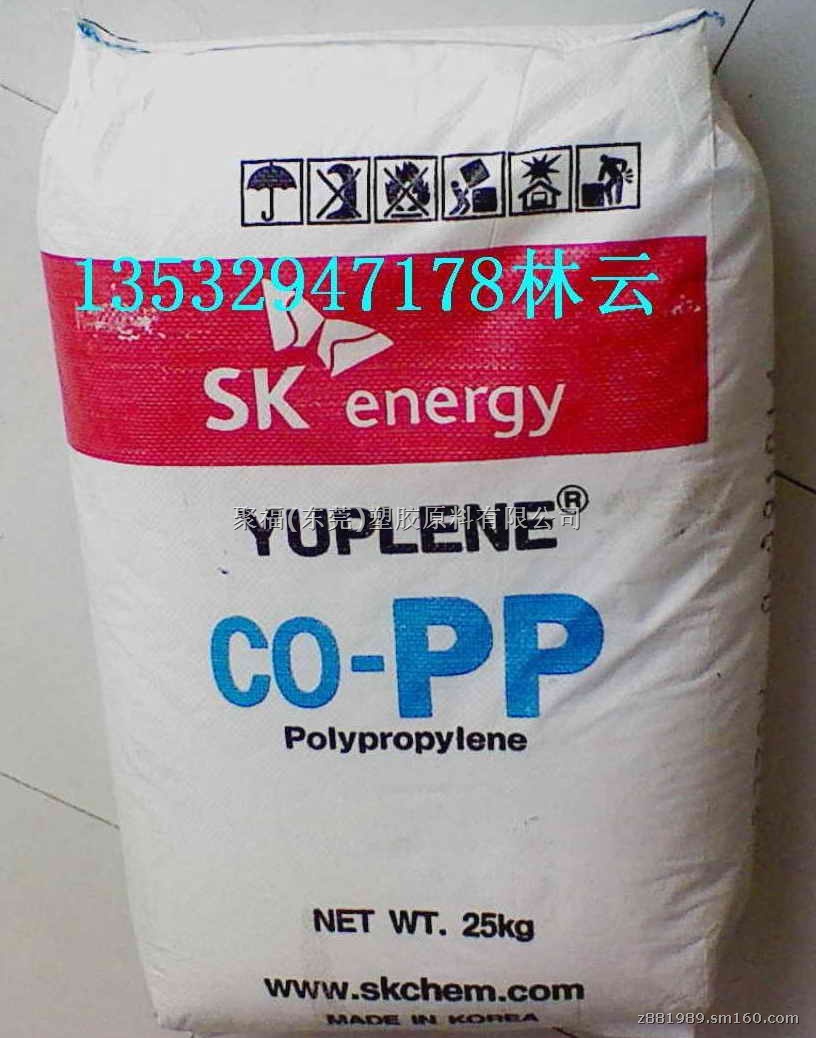 13532947178林云
SK energy
YUPLENE®
聚福(东莞)塑胶原料有限公司
CO-PP
Polypropylene
NET WT. 25kg
www.skchem.com
MADE IN KOREA
z881989.sm160.com